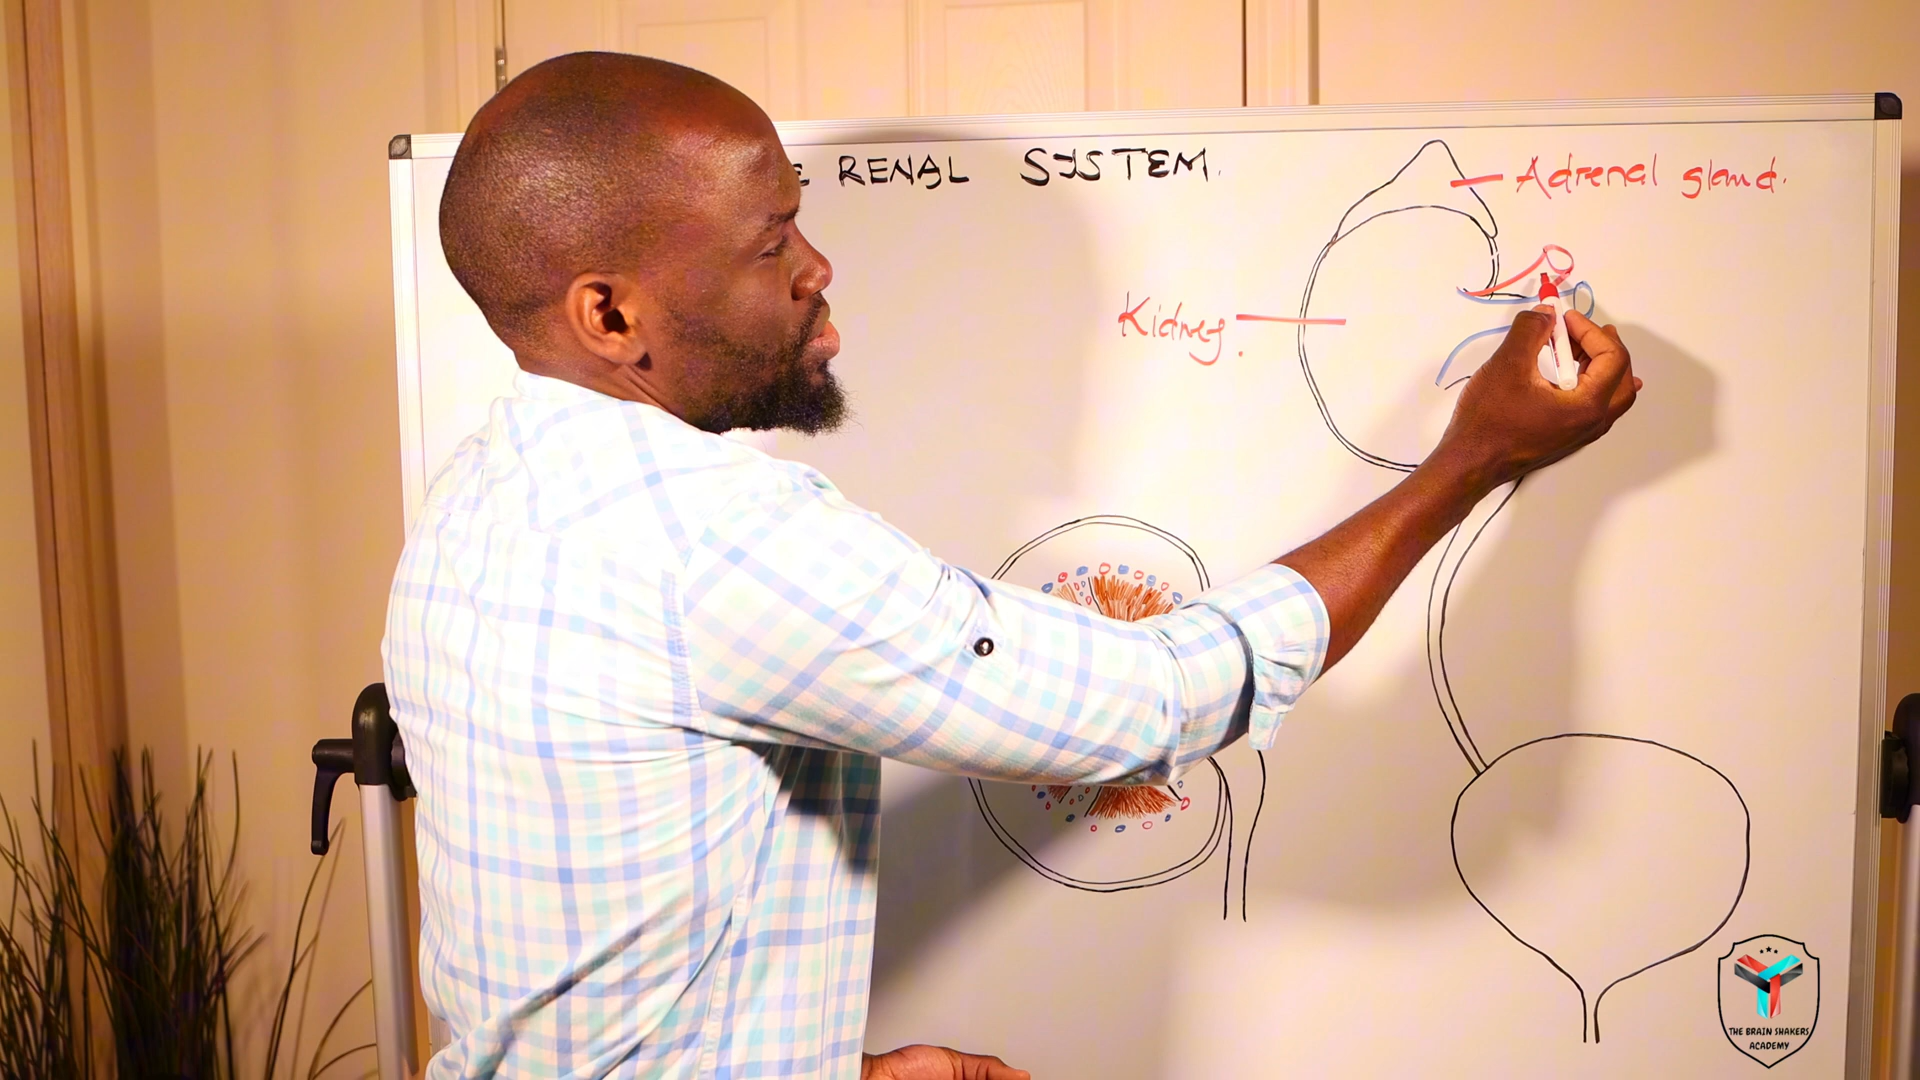 RENAL SYSTEM.
Adrenal gland.
Kidney.
THE BRAIN SHAKERS
ACADEMY